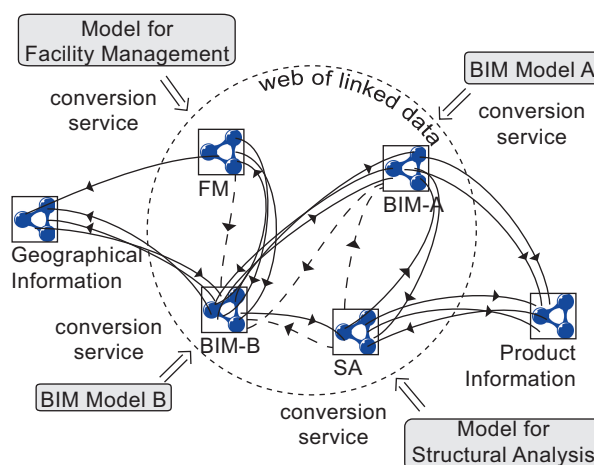 Model for
Facility Management
conversion
service
web of linked data
BIM Model A
conversion
service
FM
BIM-A
Geographical
Information
conversion
service
BIM-B
SA
Product
Information
BIM Model B
conversion
service
Model for
Structural Analysis